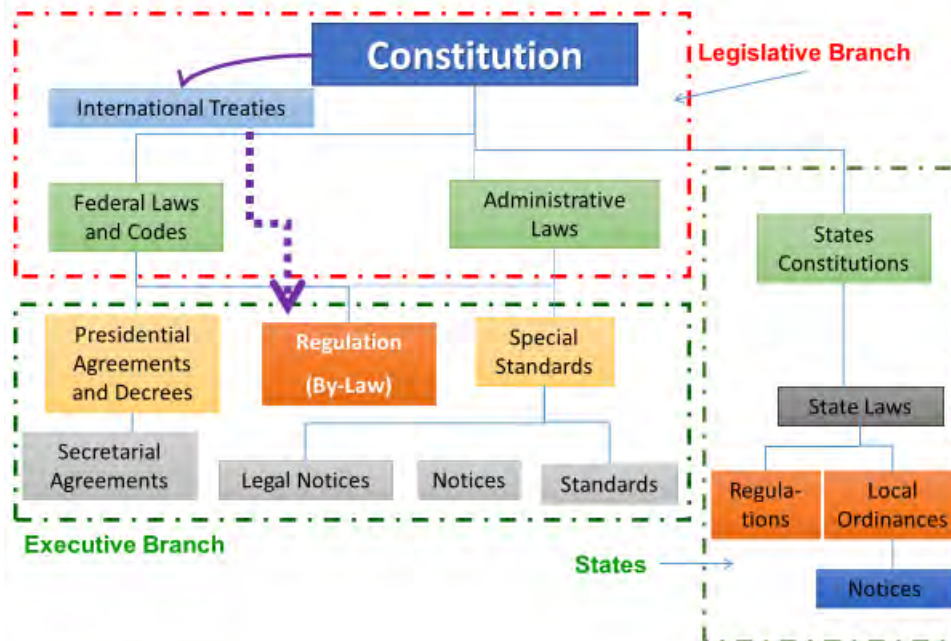 Constitution
Legislative Branch
International Treaties
Federal Laws
and Codes
Administrative
Laws
States
Constitutions
Presidential
Agreements
and Decrees
Regulation
(By-Law)
Special
Standards
State Laws
Secretarial
Agreements
Legal Notices
Notices
Standards
Regula-
tions
Local
Ordinances
Executive Branch
States
Notices